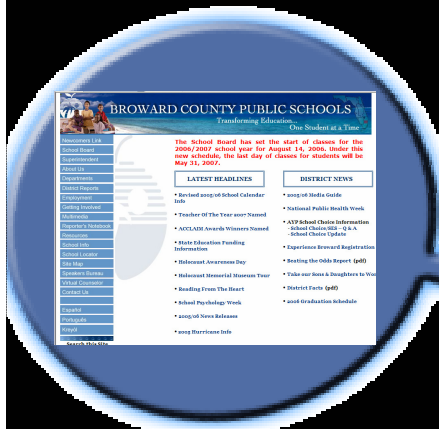 BROWARD COUNTY PUBLIC SCHOOLS
Transforming Education...
One Student at a Time
Newcomers Link
School Board
Superintendent
About Us
Departments
District Reports
Employment
Getting Involved
Multimedia
Reporter's Notebook
Resources
School Info
School Locator
Site Map
Speakers Bureau
Virtual Counselor
Contact Us
Español
Português
Kreyól
Search this Site
The School Board has set the start of classes for the
2006/2007 school year for August 14, 2006. Under this
new schedule, the last day of classes for students will be
May 31, 2007.
LATEST HEADLINES
• Revised 2005/06 School Calendar
Info
• Teacher Of The Year 2007 Named
• ACCLAIM Awards Winners Named
• State Education Funding
Information
• Holocaust Awareness Day
• Holocaust Memorial Museum Tour
• Reading From The Heart
• School Psychology Week
• 2005/06 News Releases
• 2005 Hurricane Info
DISTRICT NEWS
• 2005/06 Media Guide
• National Public Health Week
• AYP School Choice Information
- School Choice/SES - Q & A
- School Choice Update
• Experience Broward Registration
• Beating the Odds Report (pdf)
• Take our Sons & Daughters to Wor
• District Facts (pdf)
• 2006 Graduation Schedule